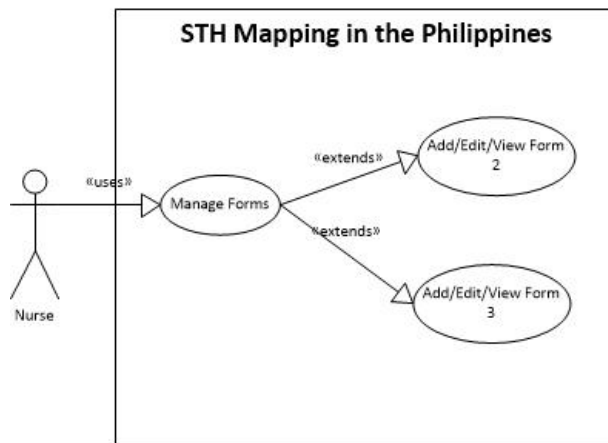 STH Mapping in the Philippines
Add/Edit/View Form
2
«extends»
«uses»
Manage Forms
«extends»
Add/Edit/View Form
3
Nurse